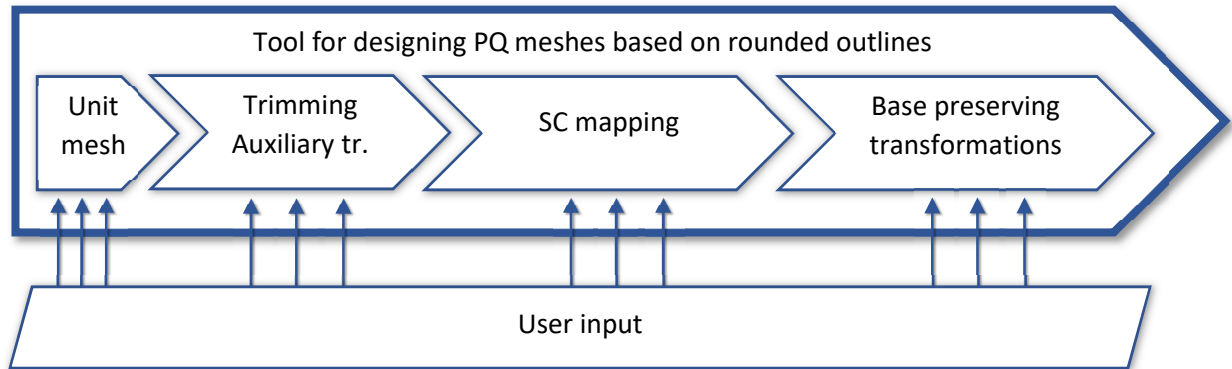 Tool for designing PQ meshes based on rounded outlines
Unit
mesh
Trimming
Auxiliary tr.
SC mapping
Base preserving
transformations
User input